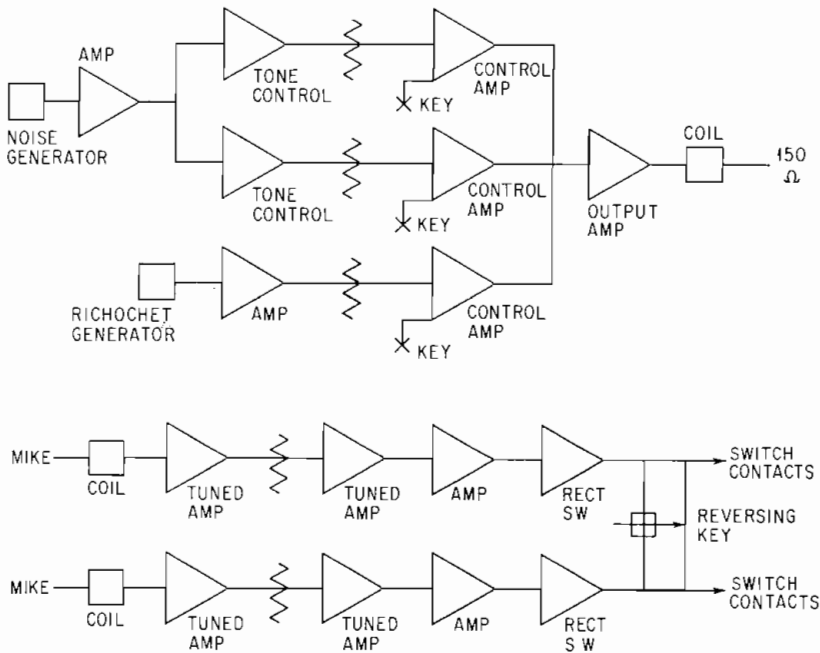 AMP
NOISE
GENERATOR
TONE
CONTROL
KEY
CONTROL
AMP
TONE
CONTROL
KEY
CONTROL
AMP
OUTPUT
AMP
COIL
150
Ω
RICHOCHET
GENERATOR
AMP
KEY
CONTROL
AMP
MIKE
COIL
TUNED
AMP
TUNED
AMP
AMP
RECT
SW
SWITCH
CONTACTS
REVERSING
KEY
MIKE
COIL
TUNED
AMP
TUNED
AMP
AMP
RECT
SW
SWITCH
CONTACTS